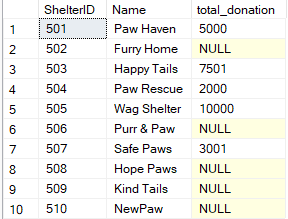 ShelterID Name total_donation
1 501 Paw Haven 5000
2 502 Furry Home NULL
3 503 Happy Tails 7501
4 504 Paw Rescue 2000
5 505 Wag Shelter 10000
6 506 Purr & Paw NULL
7 507 Safe Paws 3001
8 508 Hope Paws NULL
9 509 Kind Tails NULL
10 510 NewPaw NULL